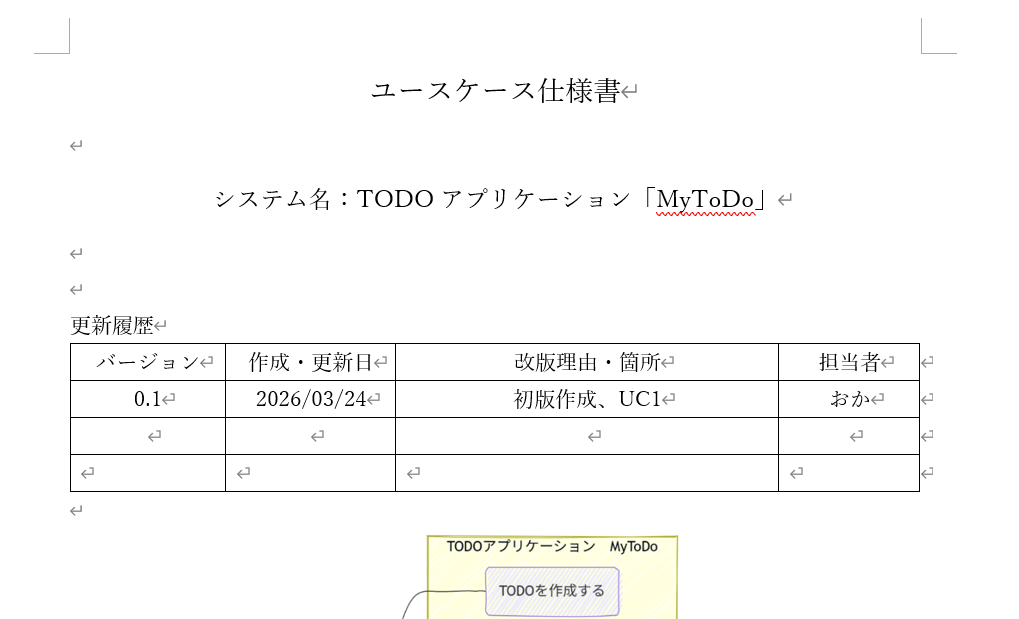 ユースケース仕様書
システム名：TODO アプリケーション「MyToDo」
更新履歴
バージョン 作成・更新日 改版理由・箇所 担当者
0.1 2026/03/24 初版作成、UC1 おか
TODOアプリケーション　MyToDo
TODOを作成する